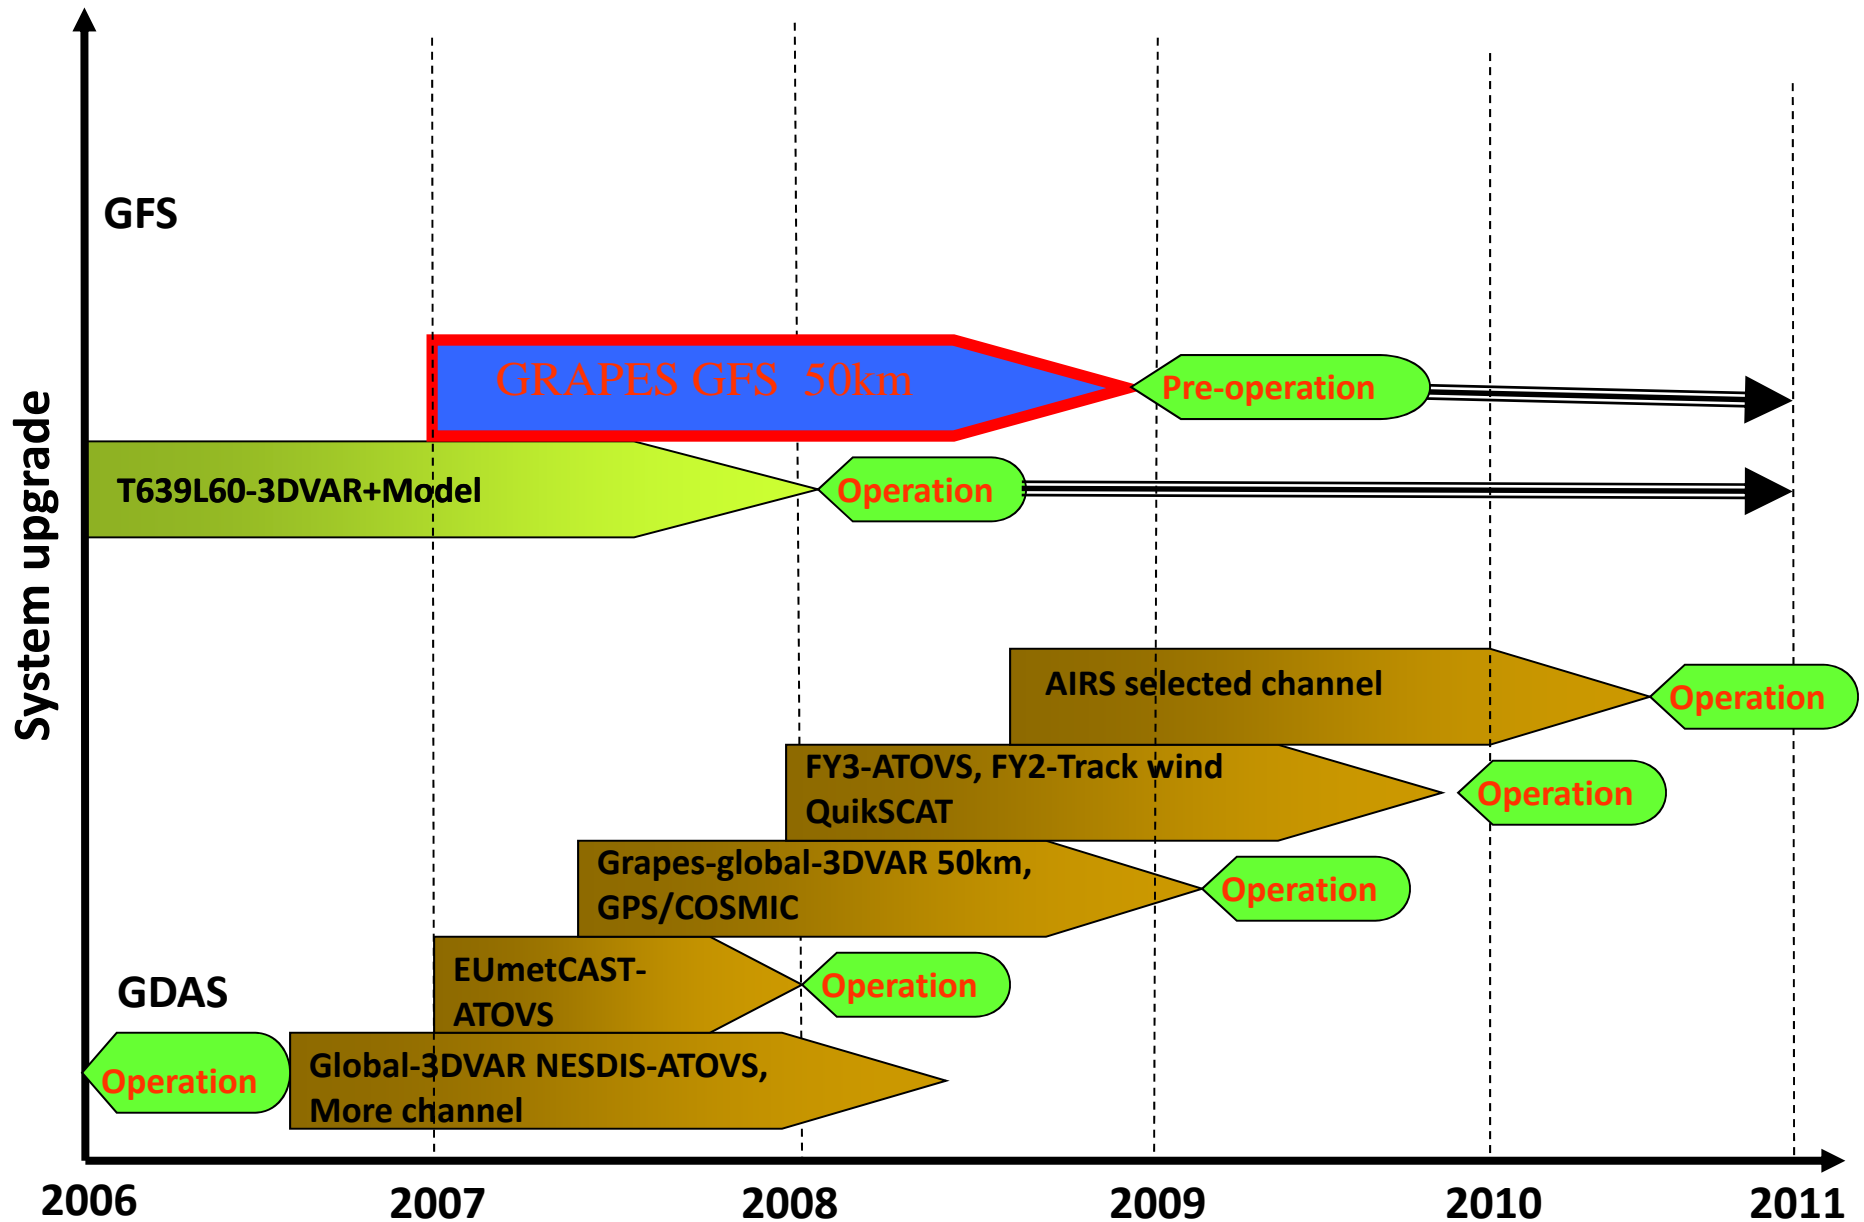 GFS
GRAPES GFS 50km
Pre-operation
System upgrade
T639L60-3DVAR+Model
Operation
AIRS selected channel
Operation
FY3-ATOVS, FY2-Track wind
QuikSCAT
Operation
Grapes-global-3DVAR 50km,
GPS/COSMIC
Operation
EUmetCAST-
ATOVS
Operation
GDAS
Operation
Global-3DVAR NESDIS-ATOVS,
More channel
2006
2007
2008
2009
2010
2011